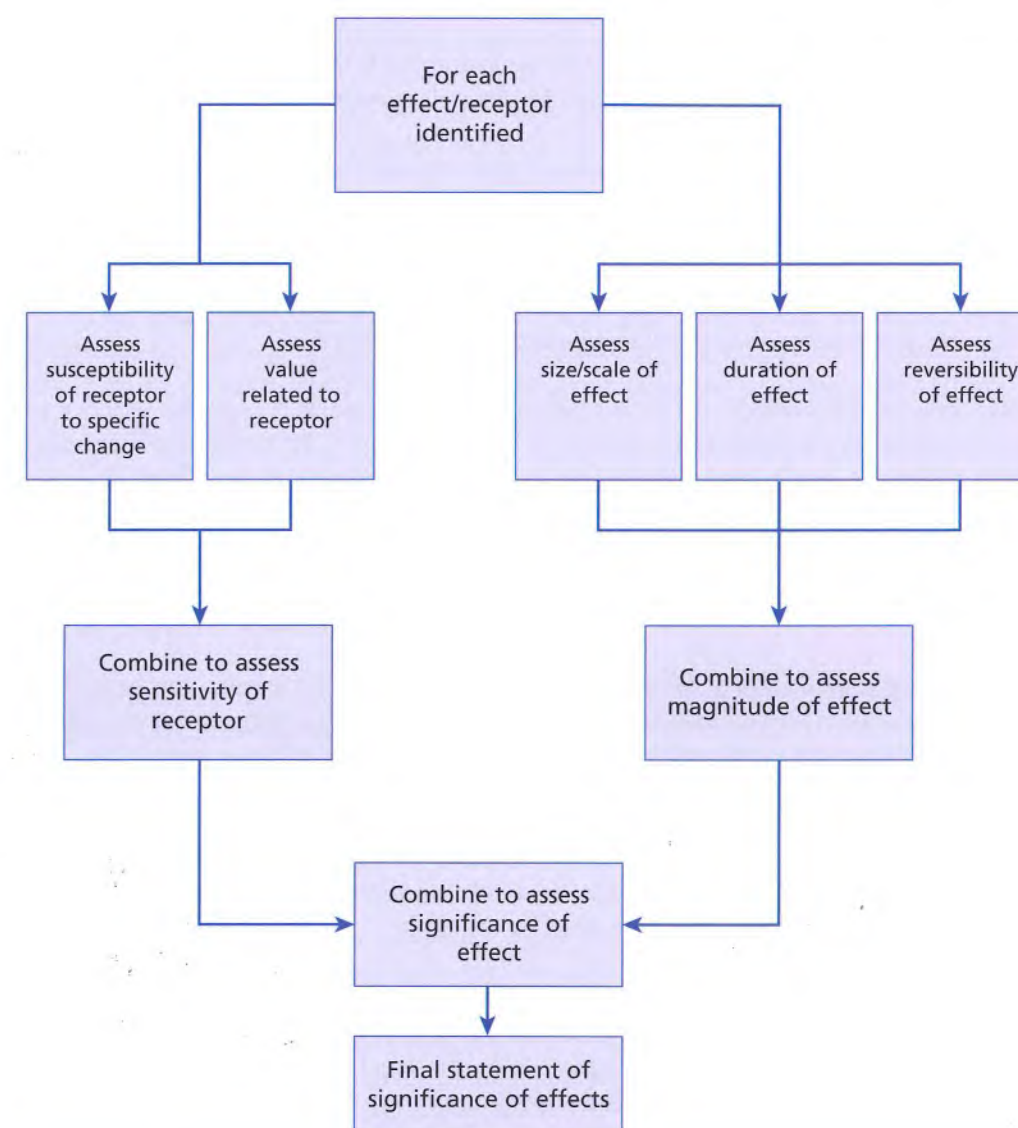 For each
effect/receptor
identified
Assess
susceptibility
of receptor
to specific
change
Assess
value
related to
receptor
Assess
size/scale of
effect
Assess
duration of
effect
Assess
reversibility
of effect
Combine to assess
sensitivity of
receptor
Combine to assess
magnitude of effect
Combine to assess
significance of
effect
Final statement of
significance of effects